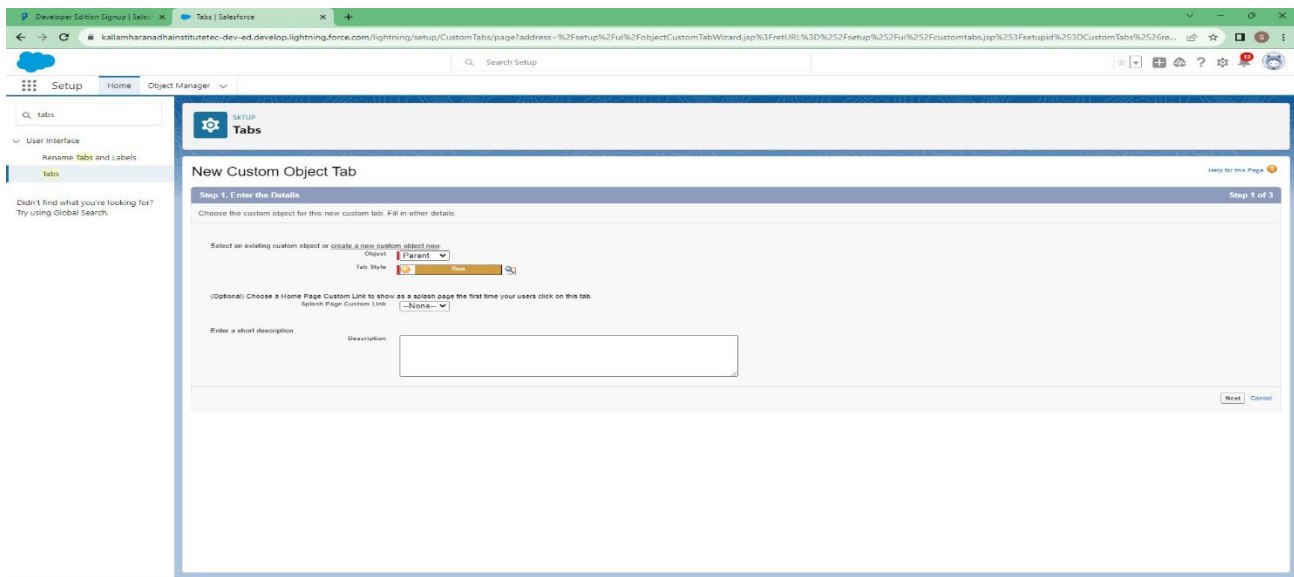 Developer Edition Signup | Sales
Tabs | Salesforce
kallamharanadhainstitutetec-dev-ed.develop.lightning.force.com/lightning/setup/CustomTabs/page?address=%2Fsetup%2Fui%2FobjectCustomTabWizard.jsp%3FretURL%3D%252Fsetup%252Fui%252Fcustomtabs.jsp%253Fsetupid%253DCustomTabs%2526re...
S
Search Setup
12
Setup
Home
Object Manager
tabs
User Interface
Rename Tabs and Labels
Tabs
Didn't find what you're looking for?
Try using Global Search.
SETUP
Tabs
New Custom Object Tab
Help for this Page
Step 1. Enter the Details
Step 1 of 3
Choose the custom object for this new custom tab. Fill in other details.
Select an existing custom object or create a new custom object now.
Object Parent
Tab Style Sun
(Optional) Choose a Home Page Custom Link to show as a splash page the first time your users click on this tab.
Splash Page Custom Link --None--
Enter a short description.
Description
Next Cancel